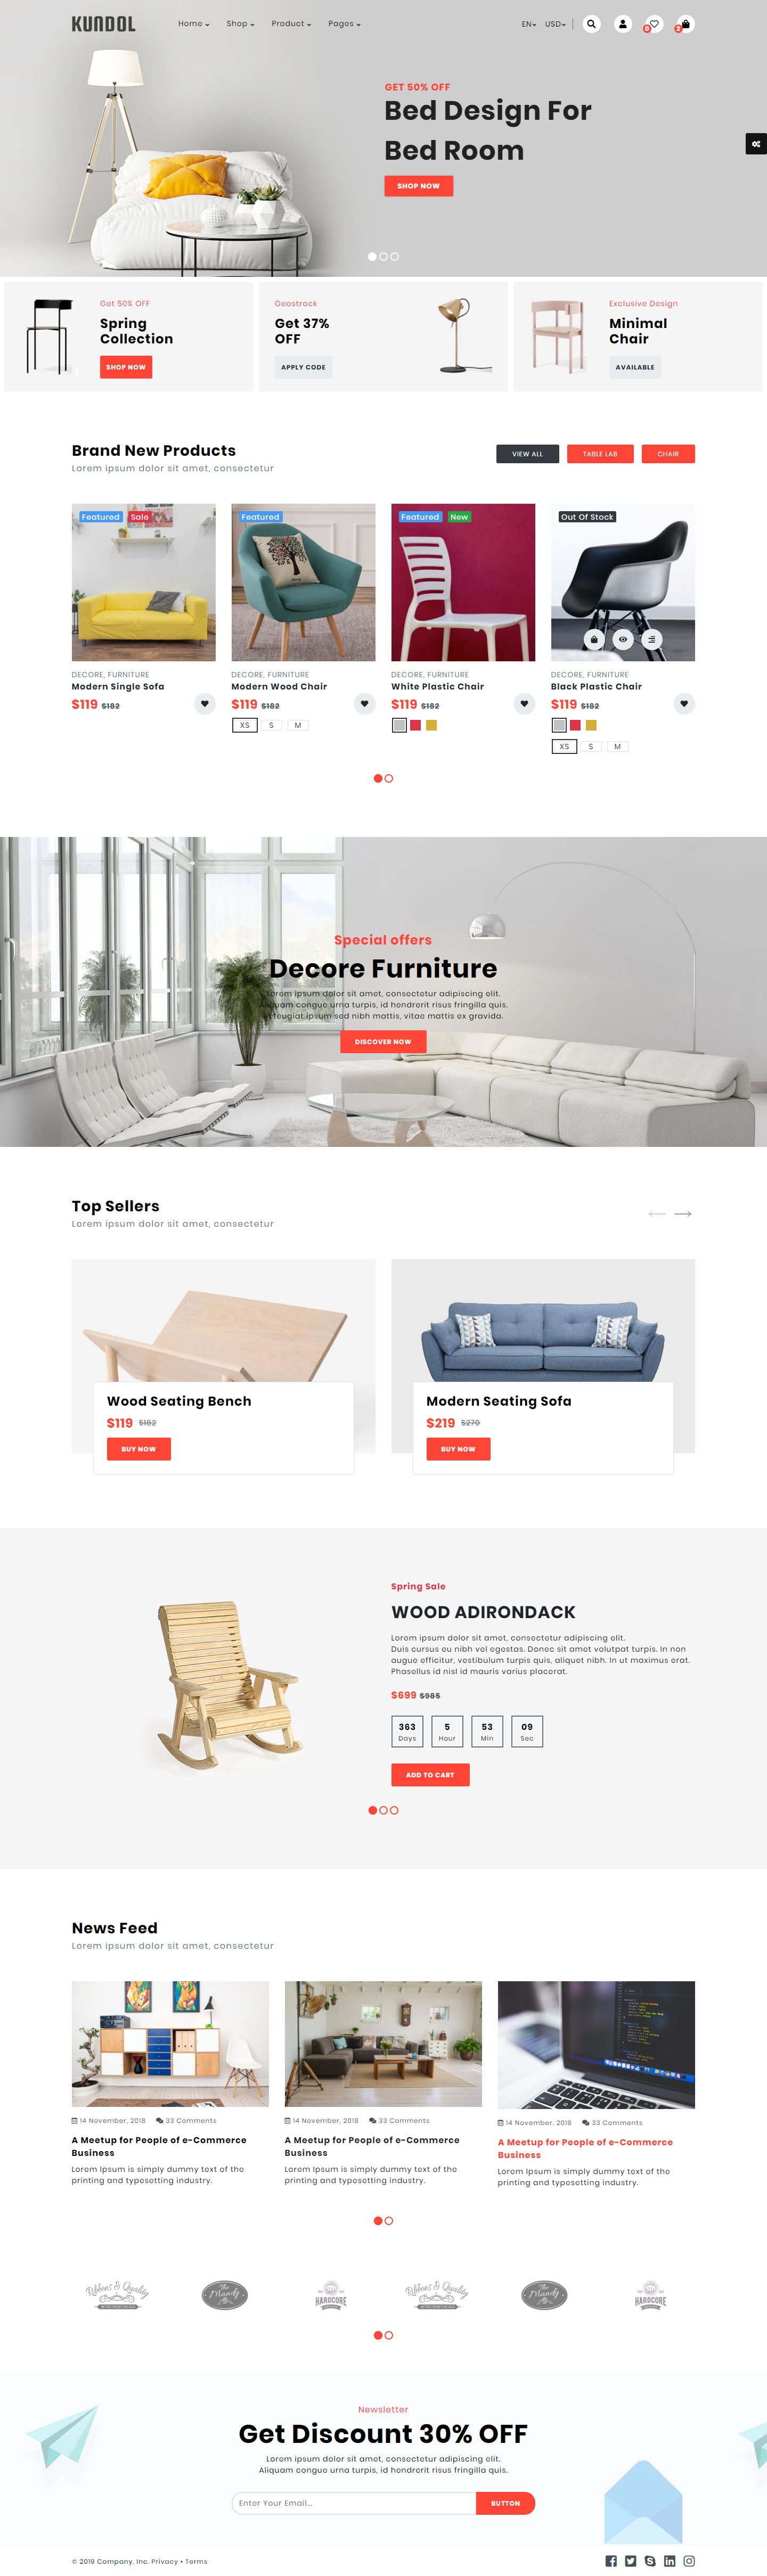 KUNDOL
Home Shop Product Pages EN USD
0 2
GET 50% OFF
Bed Design For
Bed Room
SHOP NOW
Get 50% OFF
Spring
Collection
SHOP NOW
Geostrack
Get 37%
OFF
APPLY CODE
Exclusive Design
Minimal
Chair
AVAILABLE
Brand New Products
Lorem ipsum dolor sit amet, consectetur
VIEW ALL TABLE LAB CHAIR
Featured Sale
Featured
Featured New
Out Of Stock
DECORE, FURNITURE
Modern Single Sofa
$119 $182
DECORE, FURNITURE
Modern Wood Chair
$119 $182
XS S M
DECORE, FURNITURE
White Plastic Chair
$119 $182
DECORE, FURNITURE
Black Plastic Chair
$119 $182
XS S M
Special offers
Decore Furniture
Lorem ipsum dolor sit amet, consectetur adipiscing elit.
Aliquam congue urna turpis, id hendrerit risus fringilla quis.
feugiat ipsum sed nibh mattis, vitae mattis ex gravida.
DISCOVER NOW
Top Sellers
Lorem ipsum dolor sit amet, consectetur
Wood Seating Bench
$119 $182
BUY NOW
Modern Seating Sofa
$219 $270
BUY NOW
Spring Sale
WOOD ADIRONDACK
Lorem ipsum dolor sit amet, consectetur adipiscing elit.
Duis cursus eu nibh vel egestas. Donec sit amet volutpat turpis. In non
augue efficitur, vestibulum turpis quis, aliquet nibh. In ut maximus erat.
Phasellus id nisl id mauris varius placerat.
$699 $985
363 5 53 09
Days Hour Min Sec
ADD TO CART
News Feed
Lorem ipsum dolor sit amet, consectetur
14 November, 2018 33 Comments
A Meetup for People of e-Commerce
Business
Lorem Ipsum is simply dummy text of the
printing and typesetting industry.
14 November, 2018 33 Comments
A Meetup for People of e-Commerce
Business
Lorem Ipsum is simply dummy text of the
printing and typesetting industry.
14 November, 2018 33 Comments
A Meetup for People of e-Commerce
Business
Lorem Ipsum is simply dummy text of the
printing and typesetting industry.
Ribbons & Quality
The Mandy
HARDCORE
Ribbons & Quality
The Mandy
HARDCORE
Newsletter
Get Discount 30% OFF
Lorem ipsum dolor sit amet, consectetur adipiscing elit.
Aliquam congue urna turpis, id hendrerit risus fringilla quis.
Enter Your Email... BUTTON
© 2019 Company, Inc. Privacy • Terms